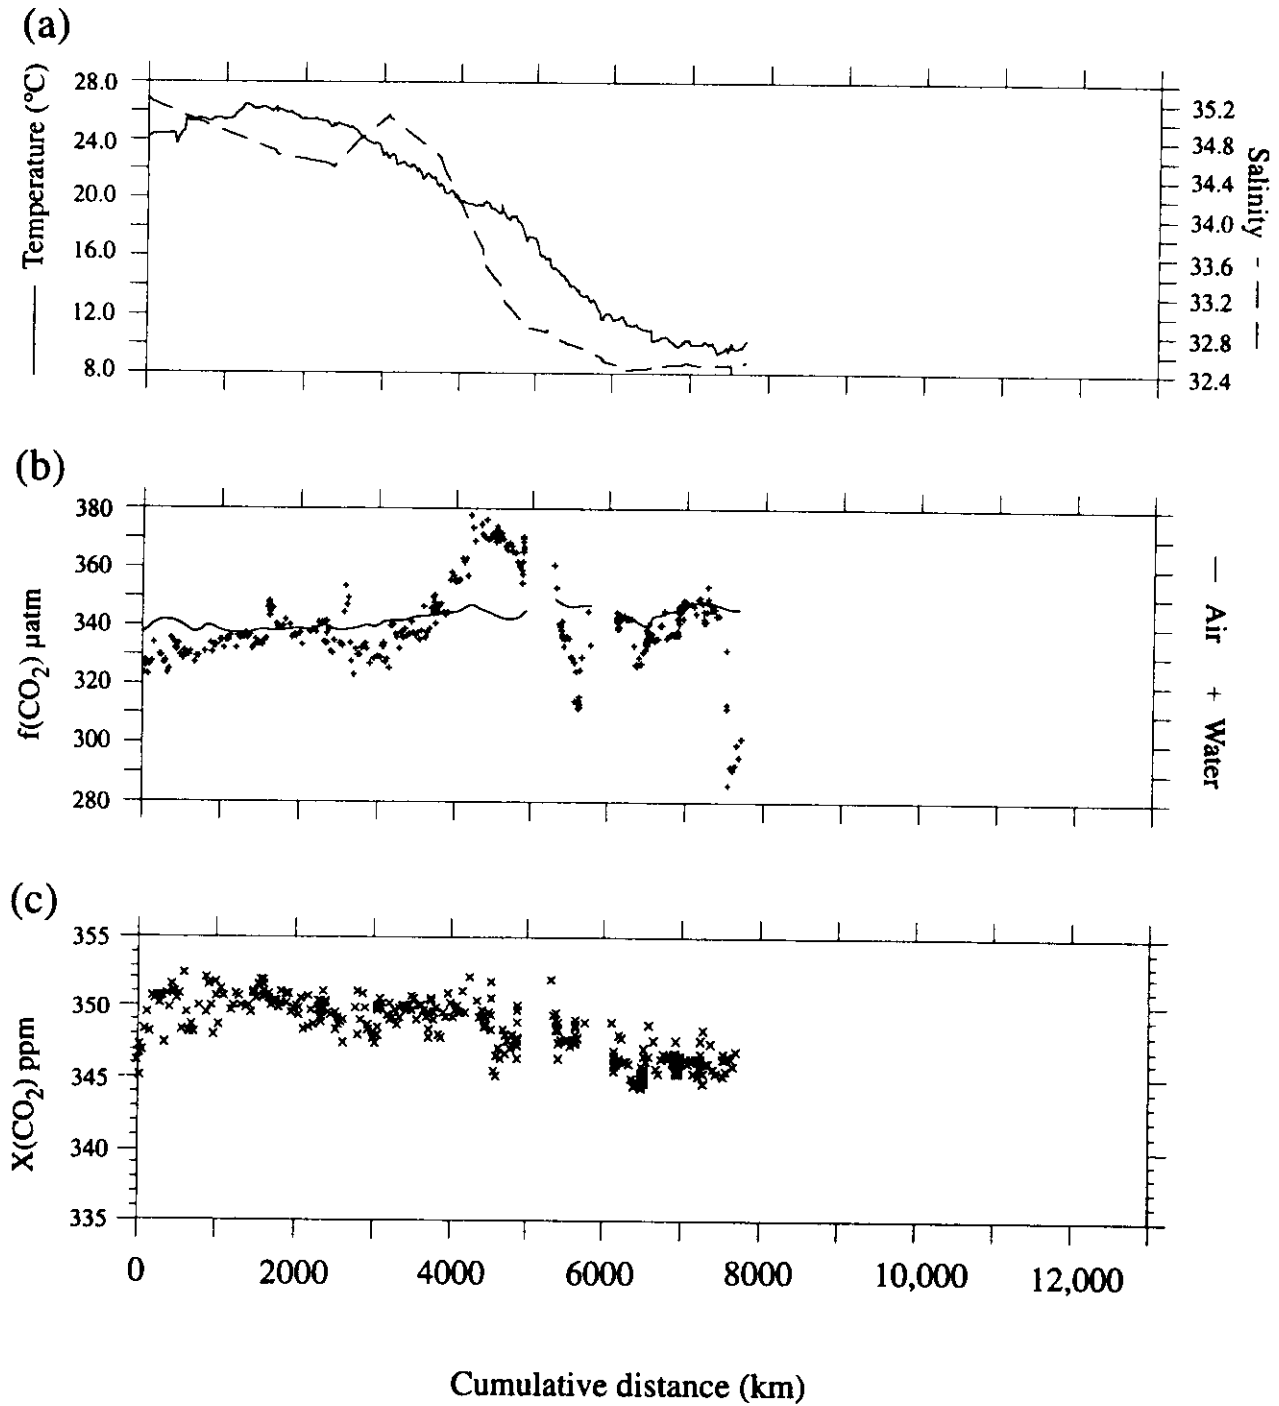 (a)
Temperature (°C)
28.0
24.0
20.0
16.0
12.0
8.0
35.2
34.8
34.4
34.0
33.6
33.2
32.8
32.4
Salinity
(b)
f(CO2) µatm
380
360
340
320
300
280
Air + Water
(c)
X(CO2) ppm
355
350
345
340
335
0 2000 4000 6000 8000 10,000 12,000
Cumulative distance (km)